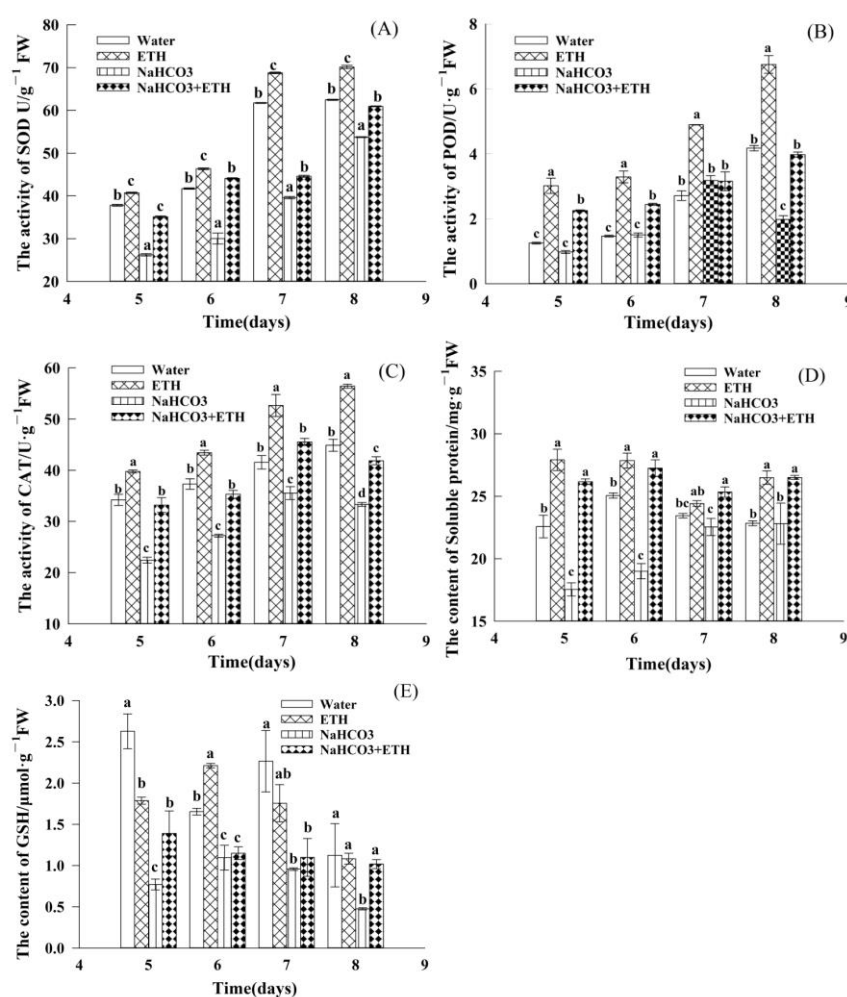 (A)
Water
ETH
NaHCO3
NaHCO3+ETH
The activity of SOD U/g⁻¹ FW
80
70
60
50
40
30
20
b c a c
b c a b
b c a b
b c a b
4 5 6 7 8 9
Time(days)
(B)
Water
ETH
NaHCO3
NaHCO3+ETH
The activity of POD/U·g⁻¹ FW
8
6
4
2
0
c a c b
c a c b
b a b b
b a c b
4 5 6 7 8 9
Time(days)
(C)
Water
ETH
NaHCO3
NaHCO3+ETH
The activity of CAT/U·g⁻¹FW
60
50
40
30
20
10
b a c b
b a c b
b a c b
b a d c
4 5 6 7 8 9
Time(days)
(D)
Water
ETH
NaHCO3
NaHCO3+ETH
The content of Soluble protein/mg·g⁻¹FW
35
30
25
20
15
b a c a
b a c a
bc ab c a
b a b a
4 5 6 7 8 9
Time(days)
(E)
Water
ETH
NaHCO3
NaHCO3+ETH
The content of GSH/μmol·g⁻¹FW
3.0
2.5
2.0
1.5
1.0
0.5
0.0
a b c b
b a c c
a ab b b
a a b a
4 5 6 7 8 9
Time(days)